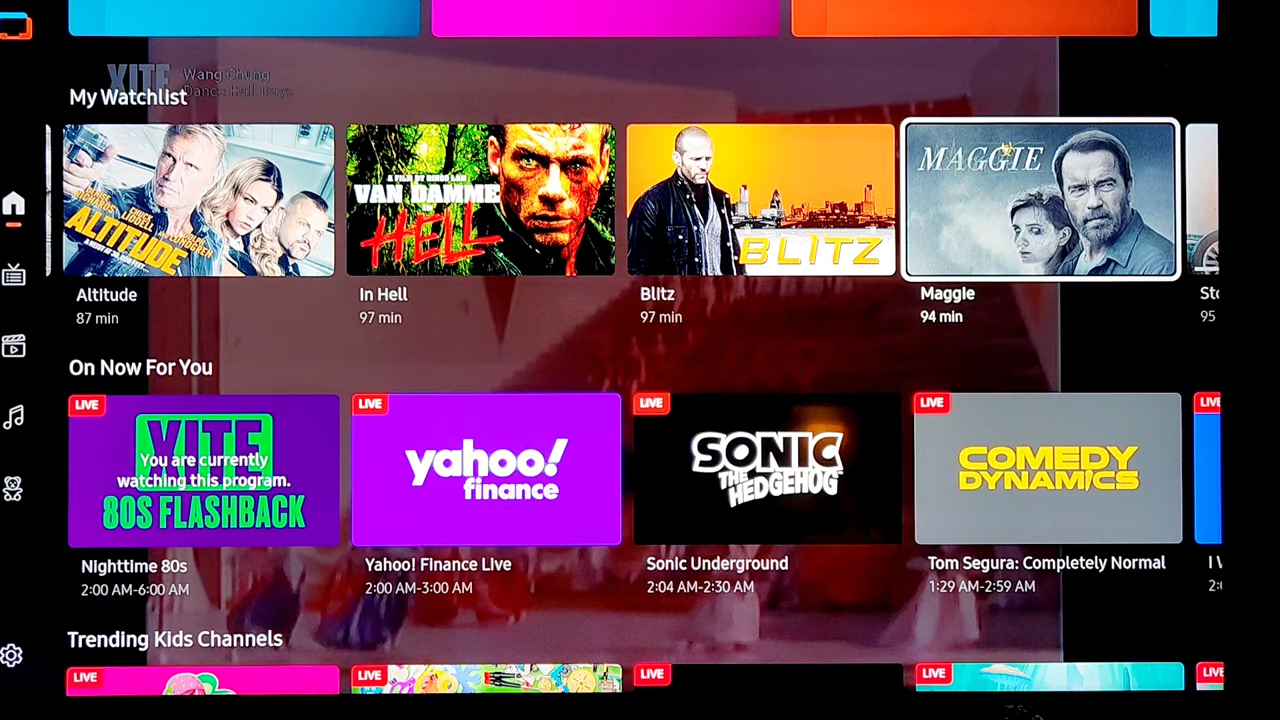 XITE
Wang Chung
Dance Hall Days
My Watchlist
ALTITUDE
A FILM BY RINGO LAM
VAN DAMME
IN
HELL
BLITZ
MAGGIE
Altitude
87 min
In Hell
97 min
Blitz
97 min
Maggie
94 min
Sto
95
On Now For You
LIVE
XITE
You are currently
watching this program.
80S FLASHBACK
LIVE
yahoo!
finance
LIVE
SONIC
THE
HEDGEHOG
LIVE
COMEDY
DYNAMICS
LIVE
Nighttime 80s
2:00 AM-6:00 AM
Yahoo! Finance Live
2:00 AM-3:00 AM
Sonic Underground
2:04 AM-2:30 AM
Tom Segura: Completely Normal
1:29 AM-2:59 AM
I V
2:0
Trending Kids Channels
LIVE
LIVE
LIVE
LIVE
LIVE